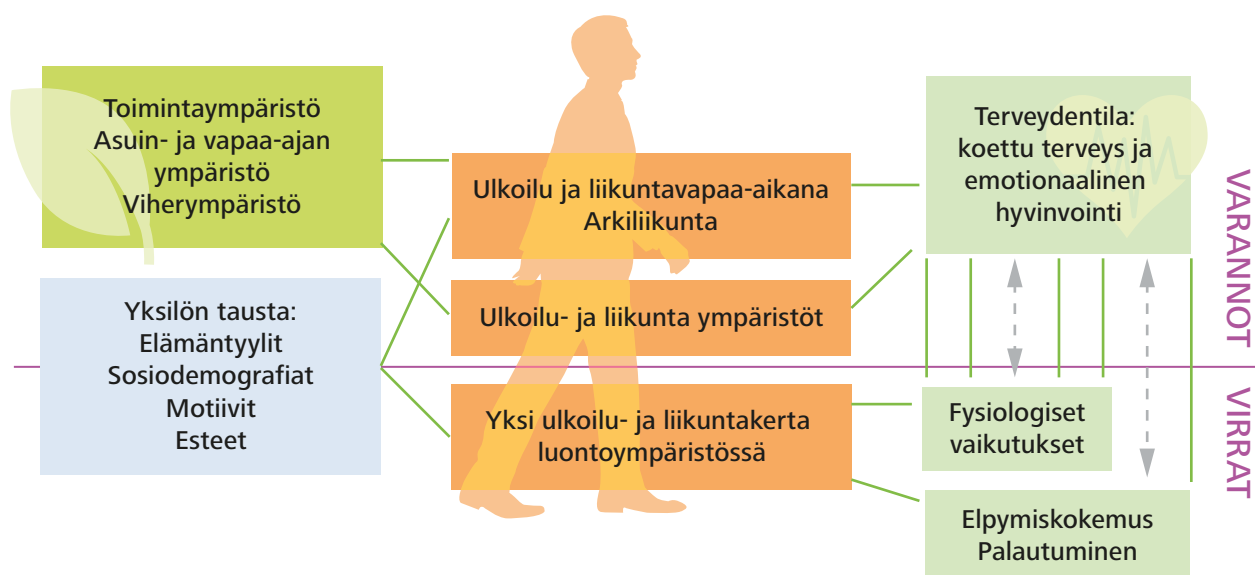 Toimintaympäristö
Asuin- ja vapaa-ajan
ympäristö
Viherympäristö
Yksilön tausta:
Elämäntyylit
Sosiodemografiat
Motiivit
Esteet
Ulkoilu ja liikuntavapaa-aikana
Arkiliikunta
Ulkoilu- ja liikunta ympäristöt
Yksi ulkoilu- ja liikuntakerta
luontoympäristössä
Terveydentila:
koettu terveys ja
emotionaalinen
hyvinvointi
Fysiologiset
vaikutukset
Elpymiskokemus
Palautuminen
VARANNOT
VIRRAT